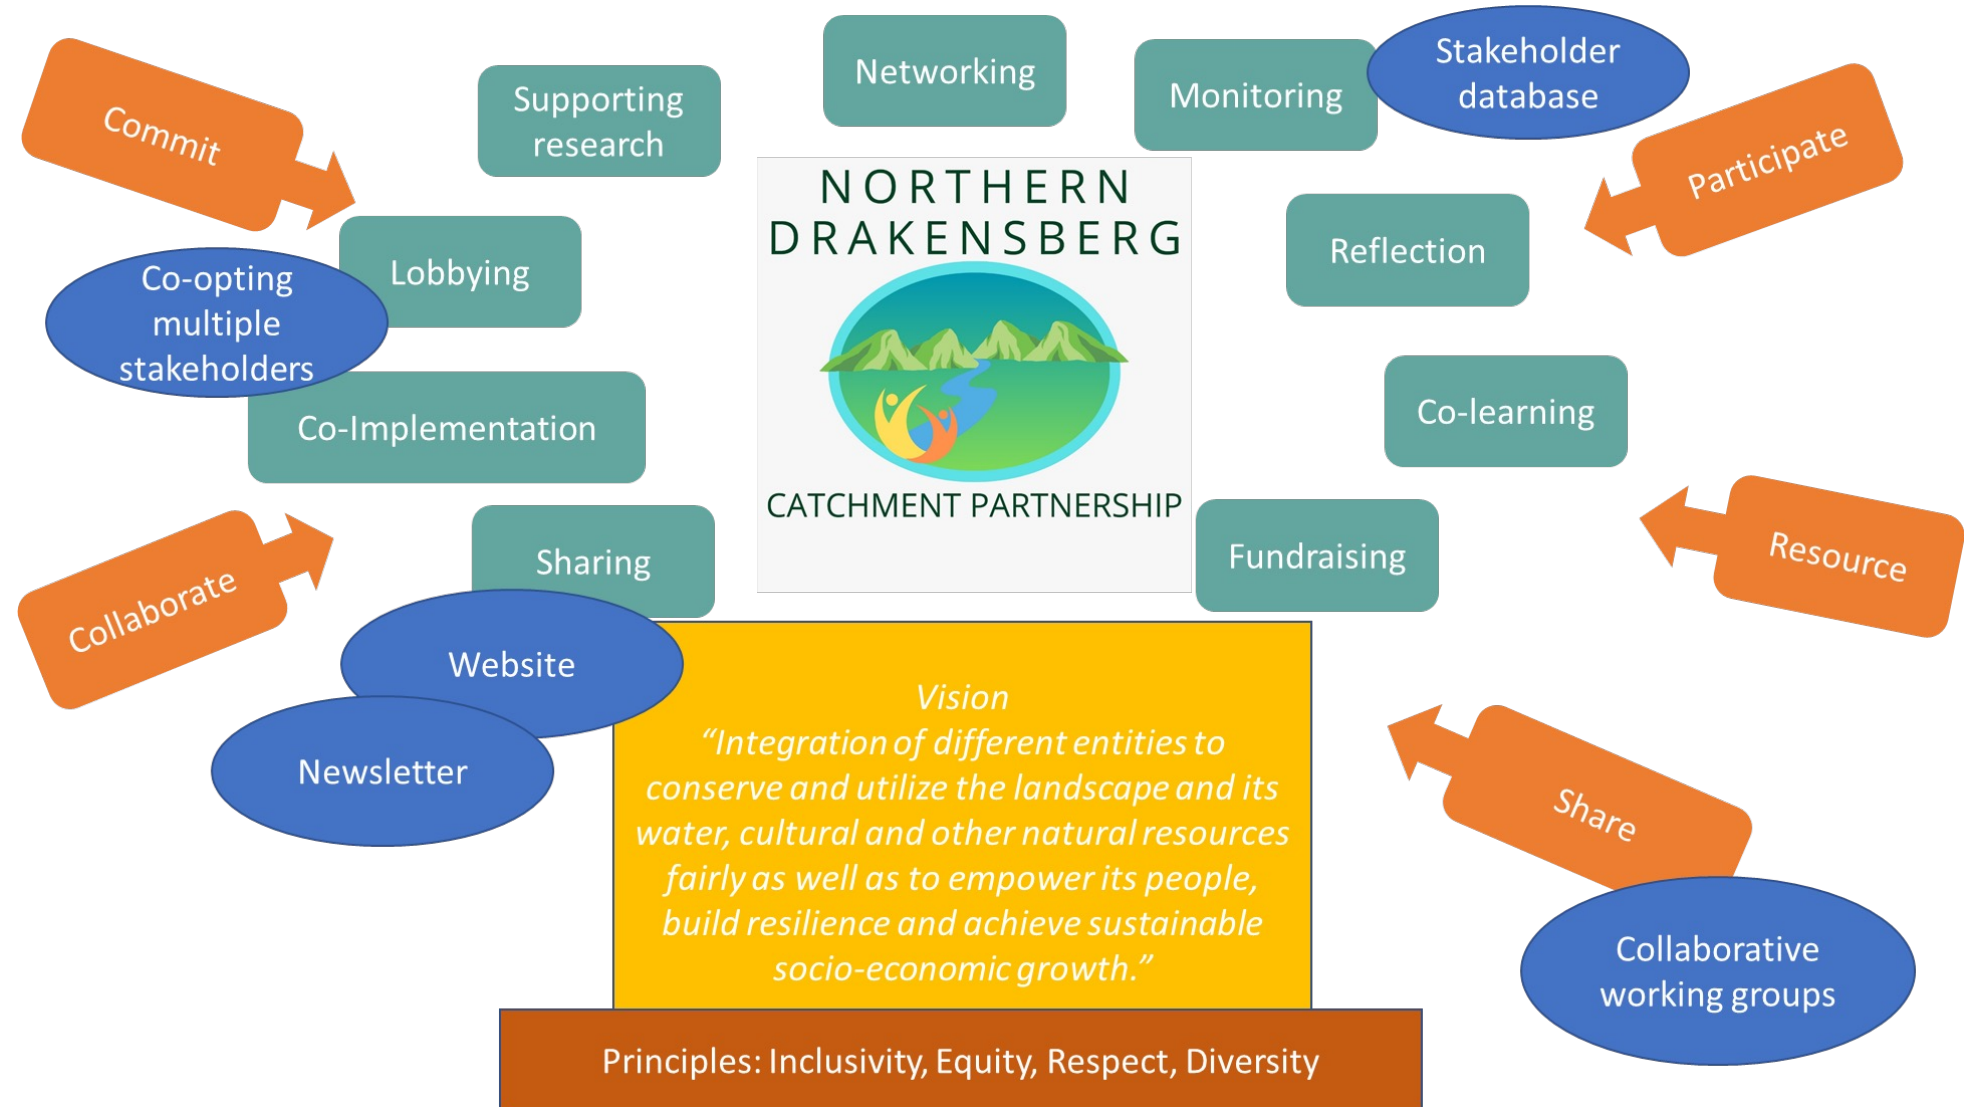 Networking
Stakeholder
database
Monitoring
Supporting
research
Commit
Participate
NORTHERN
DRAKENSBERG
Reflection
Lobbying
Co-opting
multiple
stakeholders
Co-learning
Co-Implementation
CATCHMENT PARTNERSHIP
Sharing
Fundraising
Resource
Collaborate
Website
Newsletter
Vision
“Integration of different entities to
conserve and utilize the landscape and its
water, cultural and other natural resources
fairly as well as to empower its people,
build resilience and achieve sustainable
socio-economic growth.”
Share
Collaborative
working groups
Principles: Inclusivity, Equity, Respect, Diversity